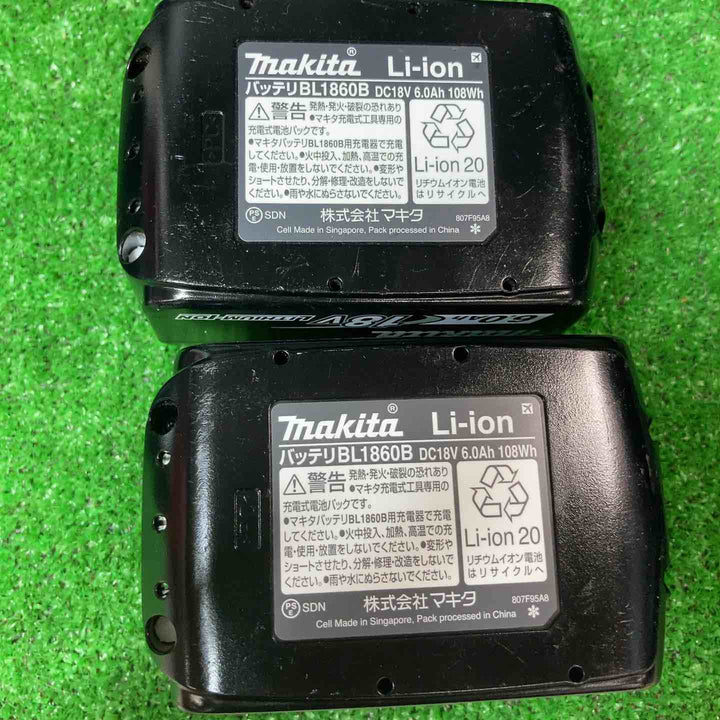 makita® Li-ion
バッテリBL1860B DC18V 6.0Ah 108Wh
⚠警告 発熱・発火・破裂の恐れあり
●マキタ充電式工具専用の
充電式電池パックです。
●マキタバッテリBL1860B用充電器で充電
してください。●火中投入、加熱、高温での充
電・使用・放置をしないでください。●変形や
ショートさせたり、分解・修理・改造をしないで
ください。●雨や水にぬらさないでください。
Li-ion 20
リチウムイオン電池
はリサイクルへ
PSE SDN 株式会社マキタ 807F95A8
Cell Made in Singapore, Pack processed in China ✻
6.0Ah 18V LITHIUM-ION
makita® Li-ion
バッテリBL1860B DC18V 6.0Ah 108Wh
⚠警告 発熱・発火・破裂の恐れあり
●マキタ充電式工具専用の
充電式電池パックです。
●マキタバッテリBL1860B用充電器で充電
してください。●火中投入、加熱、高温での充
電・使用・放置をしないでください。●変形や
ショートさせたり、分解・修理・改造をしないで
ください。●雨や水にぬらさないでください。
Li-ion 20
リチウムイオン電池
はリサイクルへ
PSE SDN 株式会社マキタ 807F95A8
Cell Made in Singapore, Pack processed in China ✻